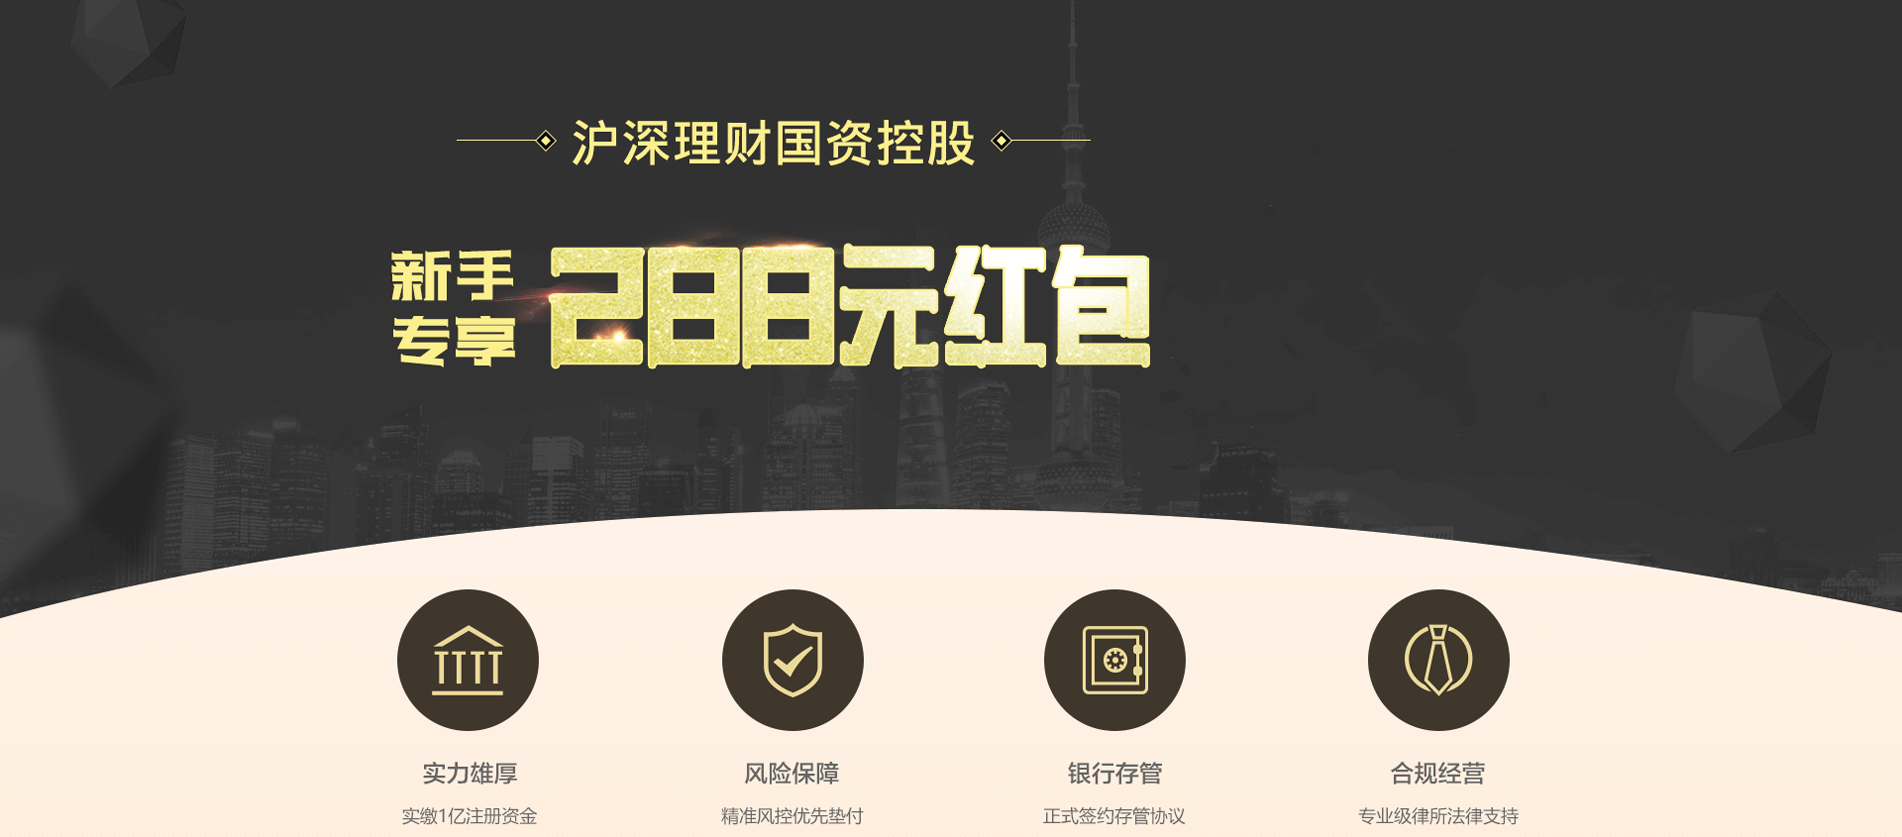 沪深理财国资控股
新手
专享
288元红包
实力雄厚
风险保障
银行存管
合规经营
实缴1亿注册资金
精准风控优先垫付
正式签约存管协议
专业级律所法律支持